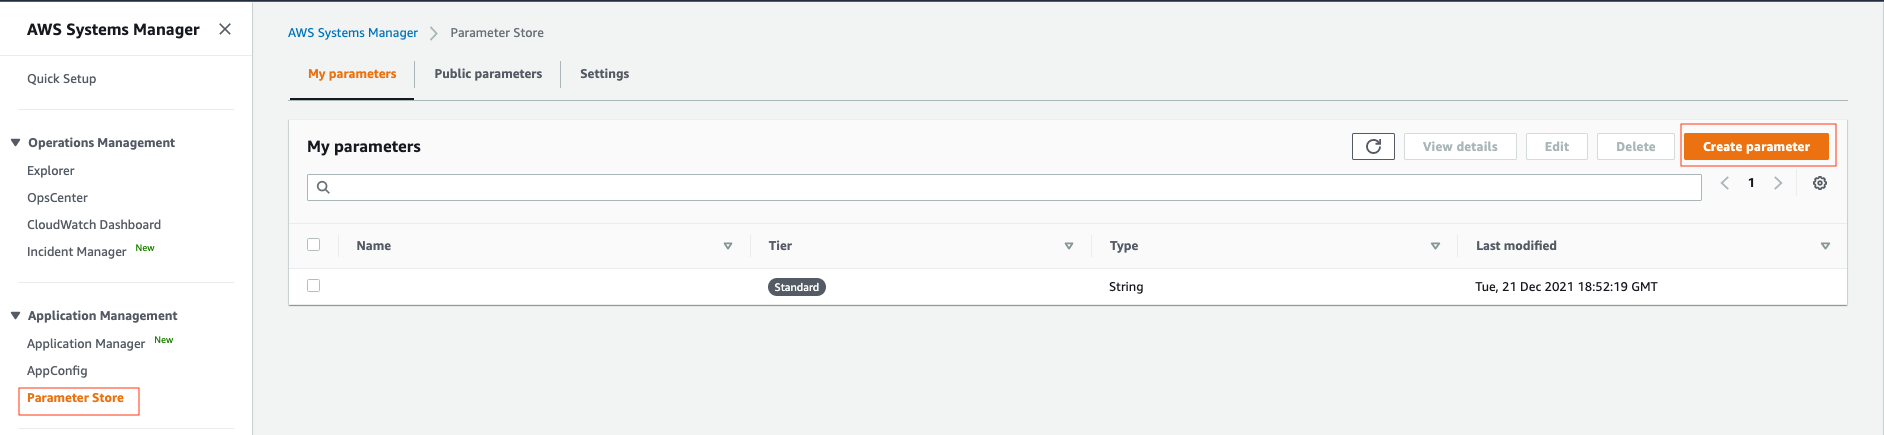 AWS Systems Manager
Quick Setup
Operations Management
Explorer
OpsCenter
CloudWatch Dashboard
Incident Manager New
Application Management
Application Manager New
AppConfig
Parameter Store
AWS Systems Manager Parameter Store
My parameters Public parameters Settings
My parameters View details Edit Delete Create parameter
1
Name Tier Type Last modified
Standard String Tue, 21 Dec 2021 18:52:19 GMT